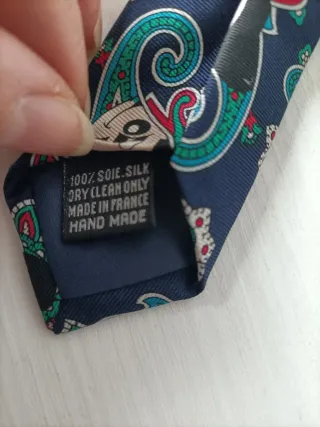 100% SOIE.SILK
DRY CLEAN ONLY
MADE IN FRANCE
HAND MADE